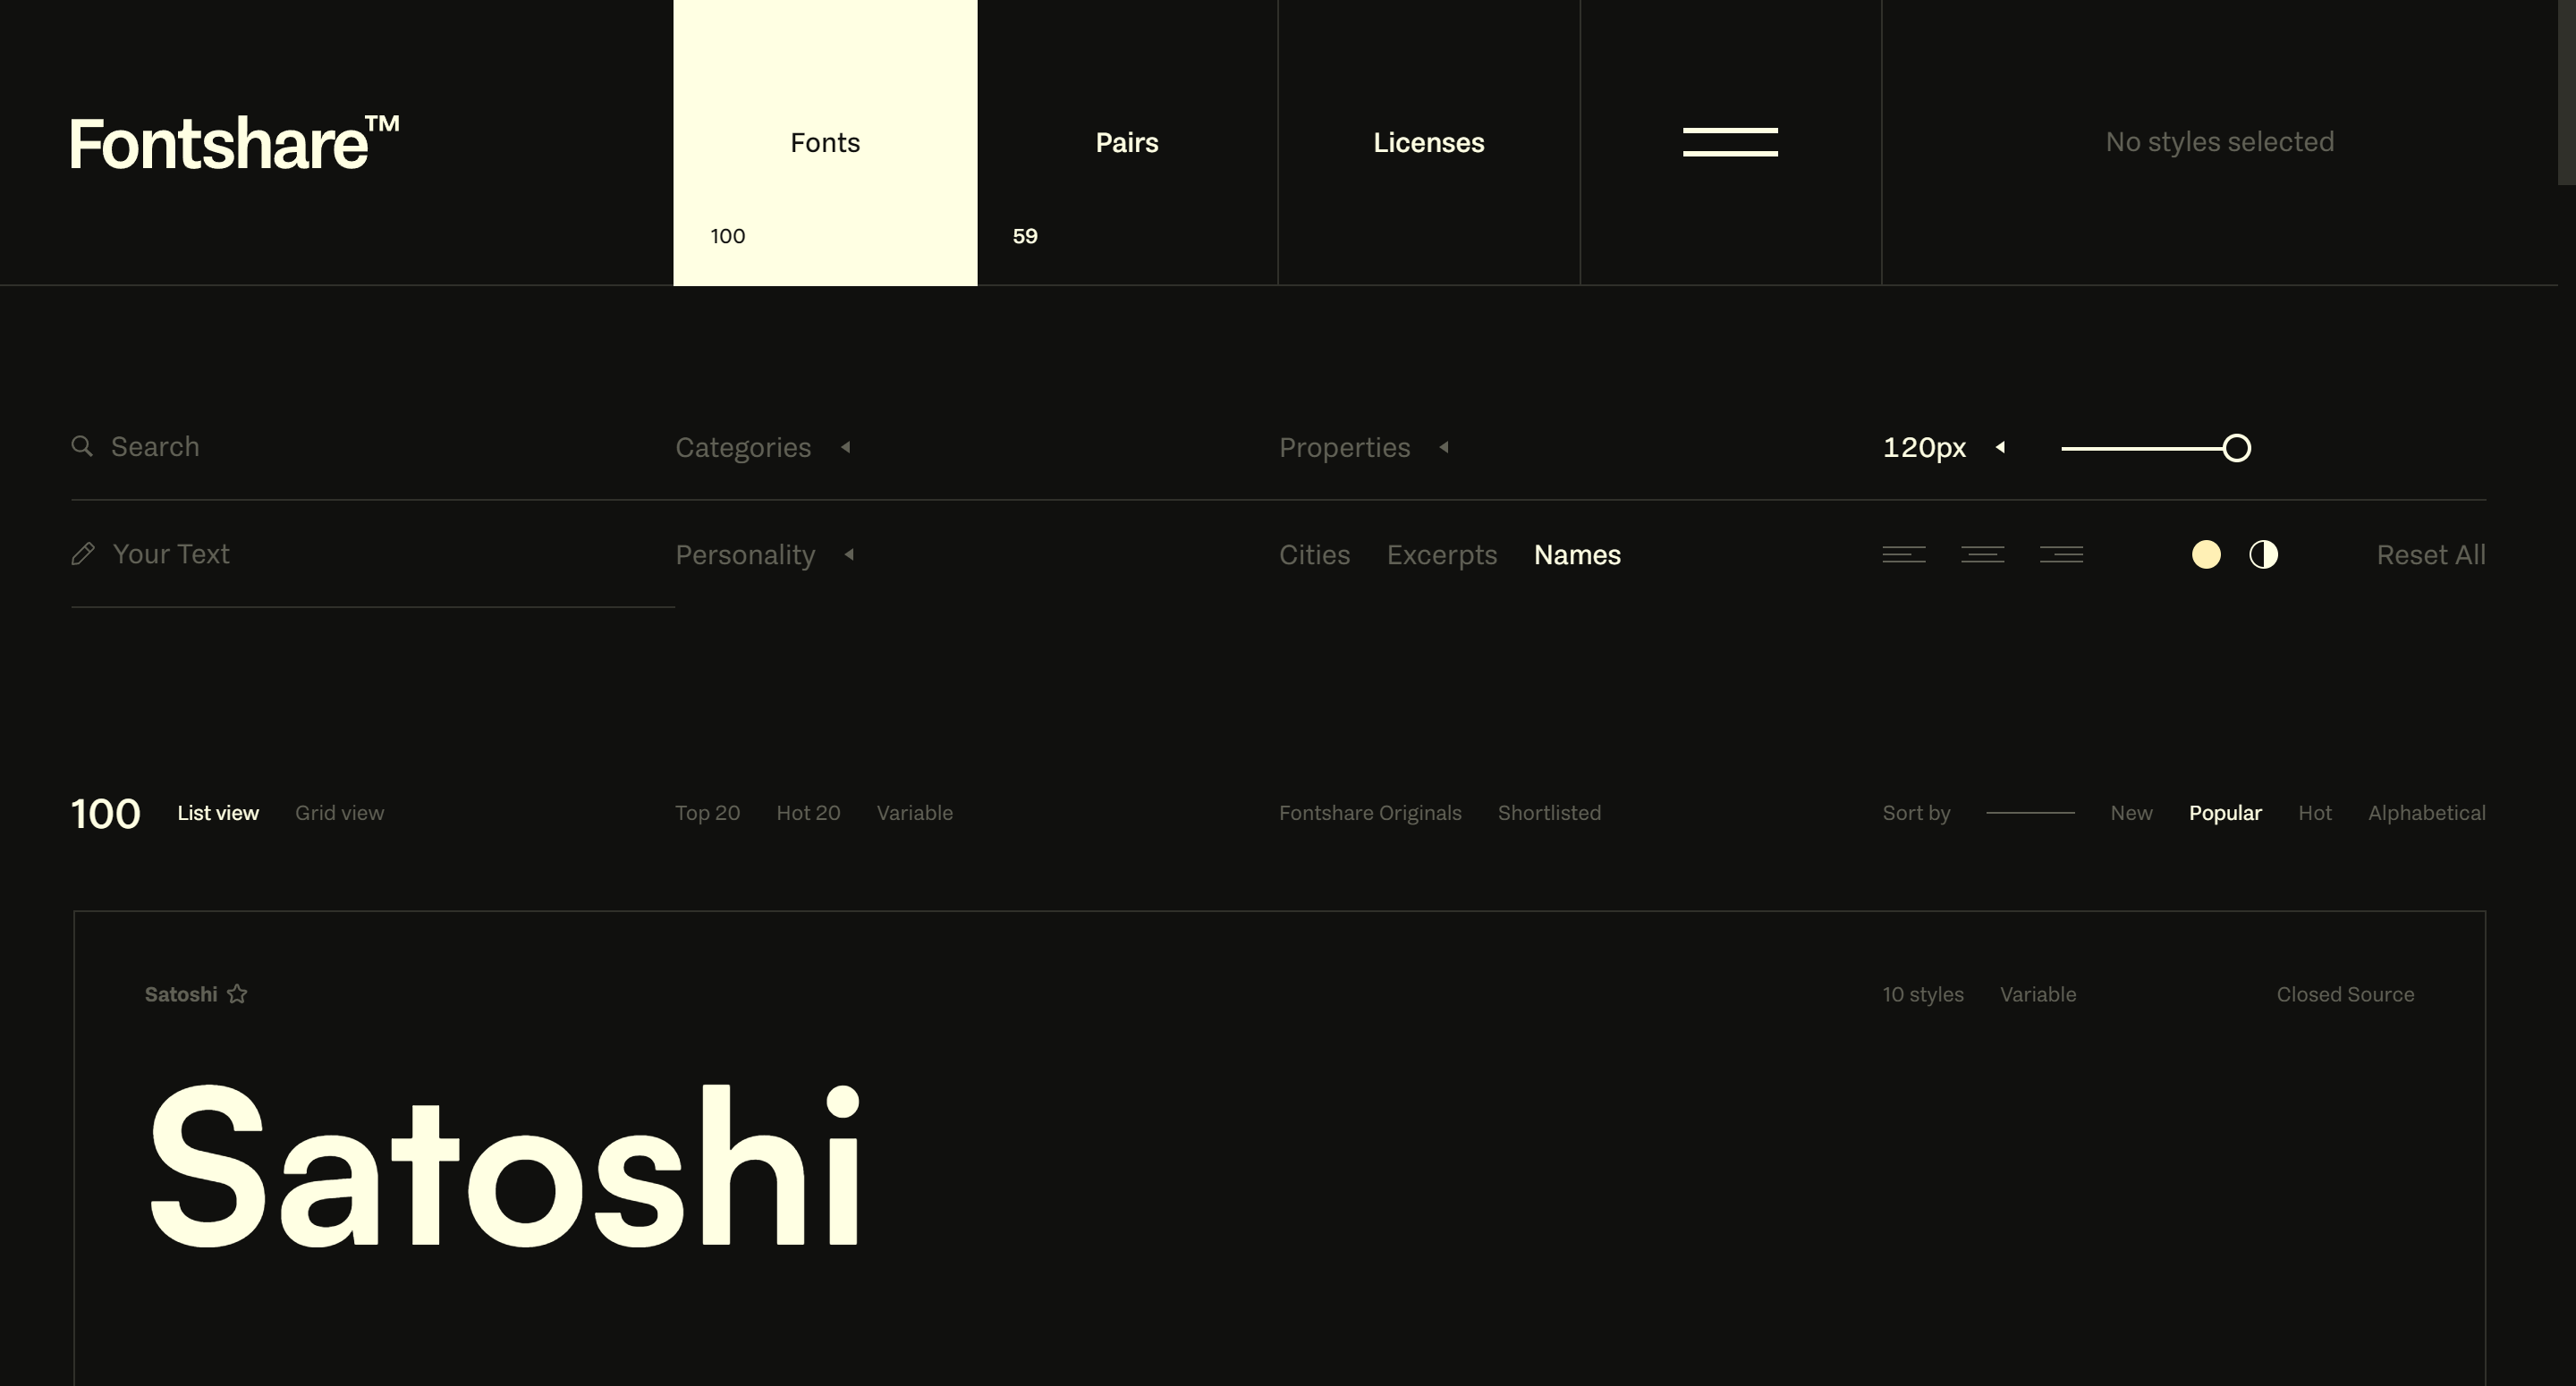 Fontshare™
Fonts
Pairs
Licenses
No styles selected
100
59
Search
Categories
Properties
120px
Your Text
Personality
Cities Excerpts Names
Reset All
100 List view Grid view
Top 20 Hot 20 Variable
Fontshare Originals Shortlisted
Sort by New Popular Hot Alphabetical
Satoshi
10 styles Variable
Closed Source
Satoshi